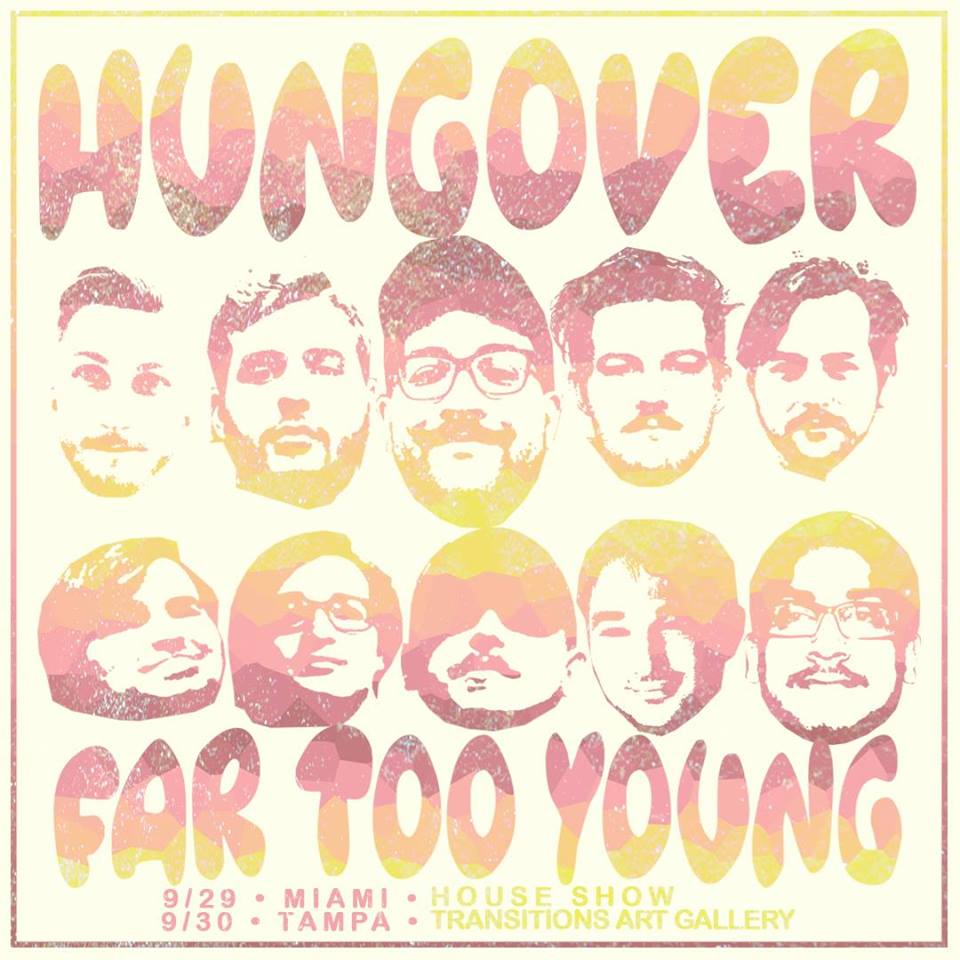 HUNGOVER
FAR TOO YOUNG
9/29 • MIAMI • HOUSE SHOW
9/30 • TAMPA • TRANSITIONS ART GALLERY